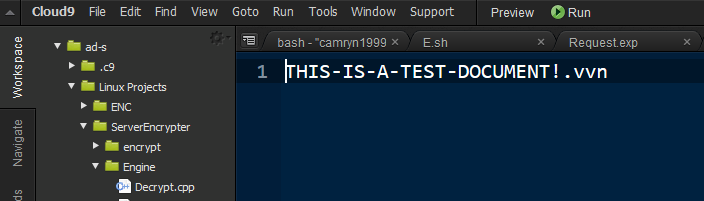 Cloud9 File Edit Find View Goto Run Tools Window Support Preview Run
Workspace
Navigate
ad-s
.c9
Linux Projects
ENC
ServerEncrypter
encrypt
Engine
Decrypt.cpp
bash - "camryn1999
E.sh
Request.exp
1 THIS-IS-A-TEST-DOCUMENT!.vvn